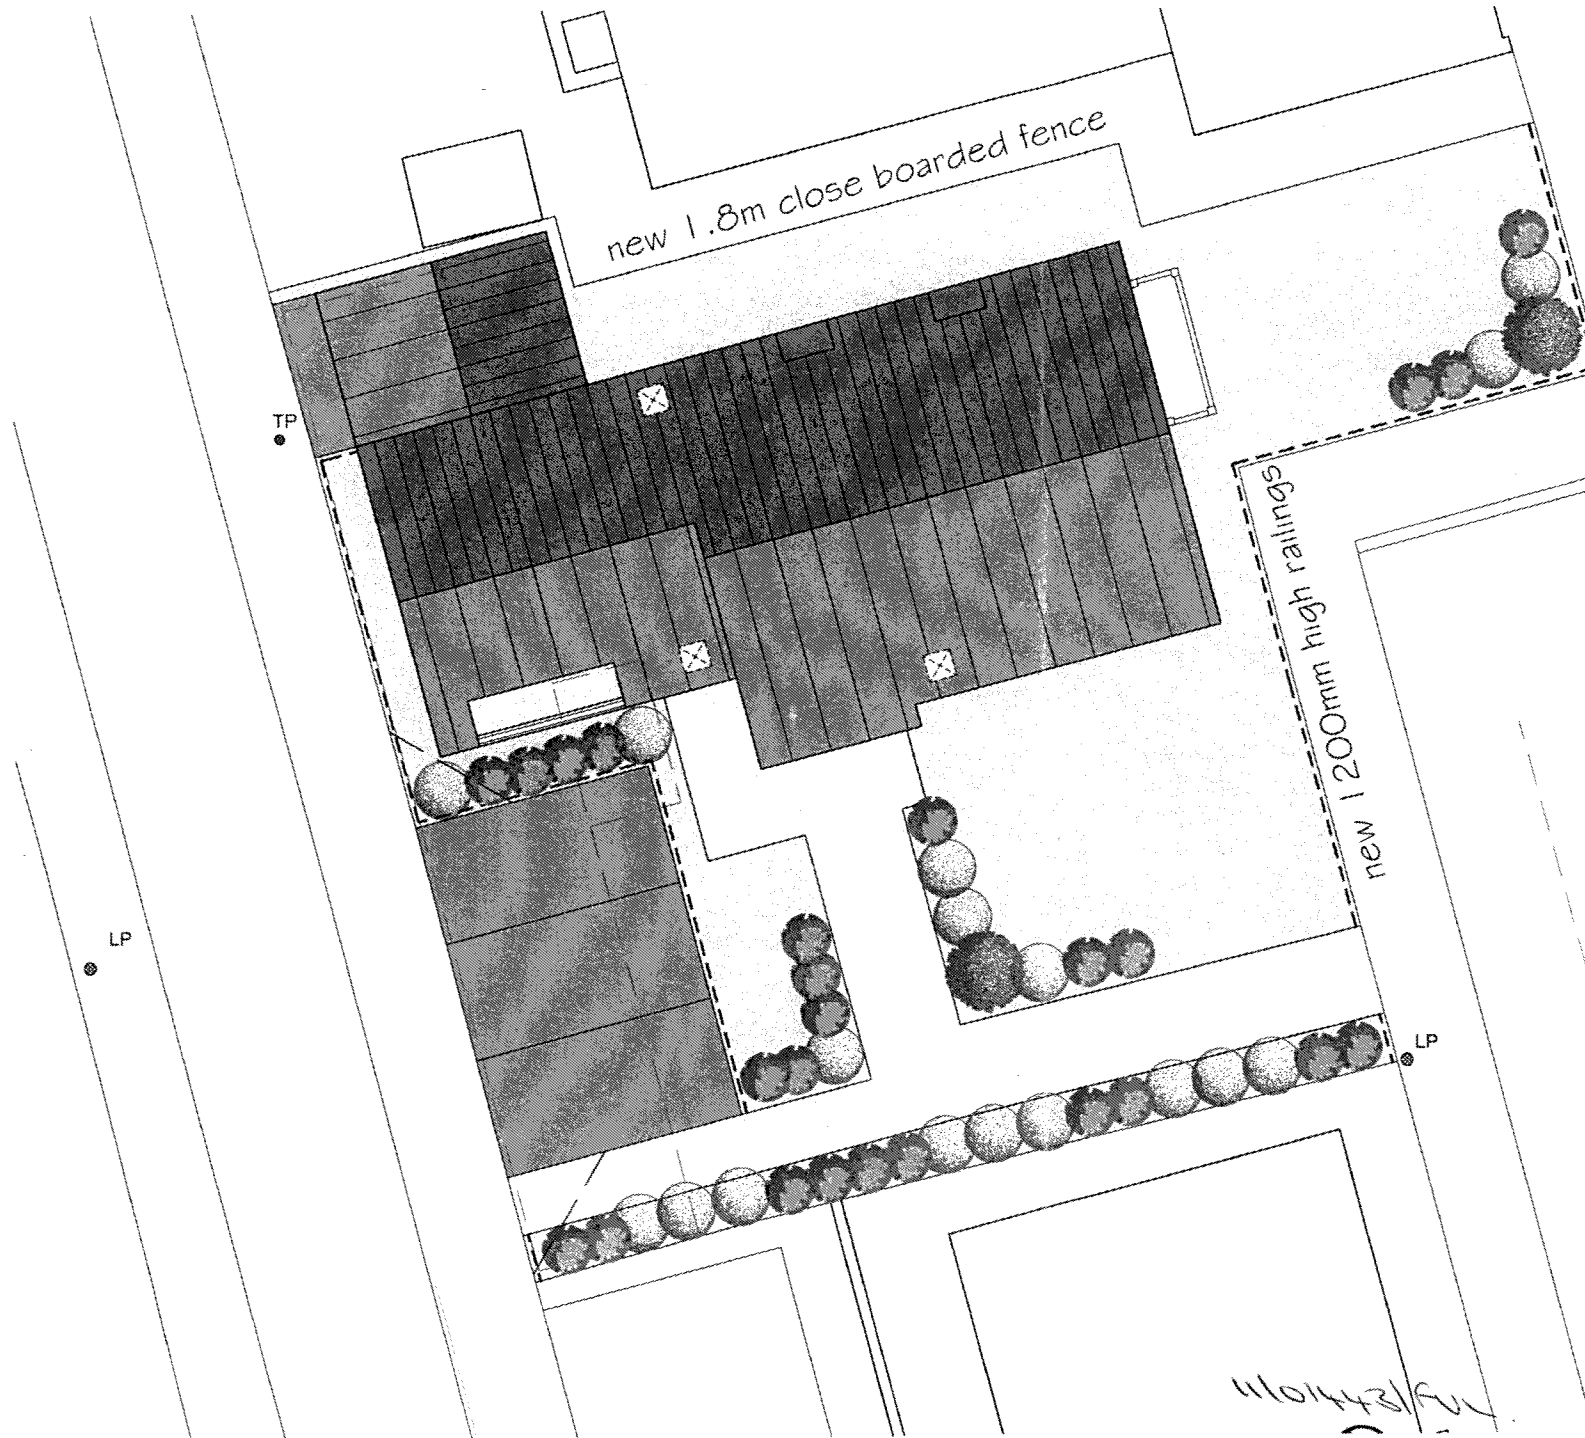 new 1.8m close boarded fence
TP
new 1200mm high railings
LP
LP
11/01443/FUL